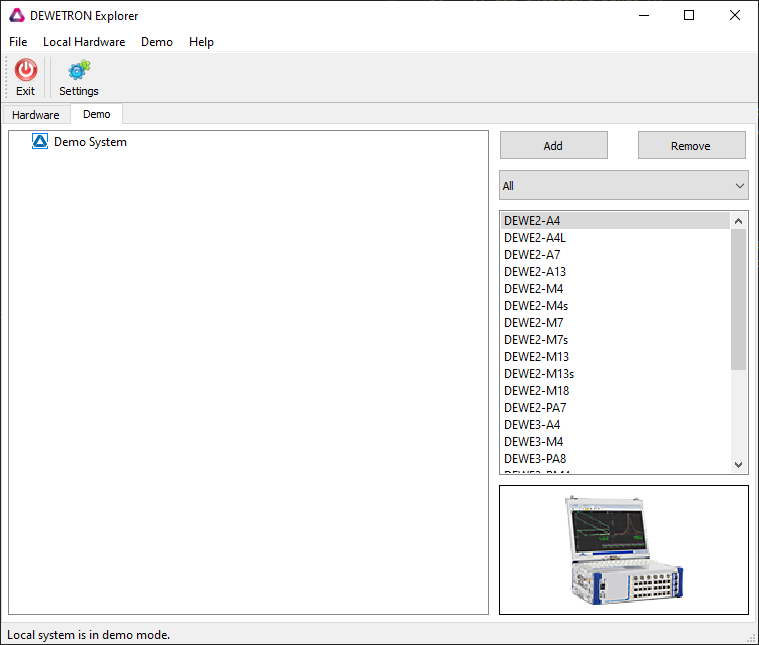 DEWETRON Explorer
File Local Hardware Demo Help
Exit Settings
Hardware Demo
Demo System
Add Remove
All
DEWE2-A4
DEWE2-A4L
DEWE2-A7
DEWE2-A13
DEWE2-M4
DEWE2-M4s
DEWE2-M7
DEWE2-M7s
DEWE2-M13
DEWE2-M13s
DEWE2-M18
DEWE2-PA7
DEWE3-A4
DEWE3-M4
DEWE3-PA8
Local system is in demo mode.